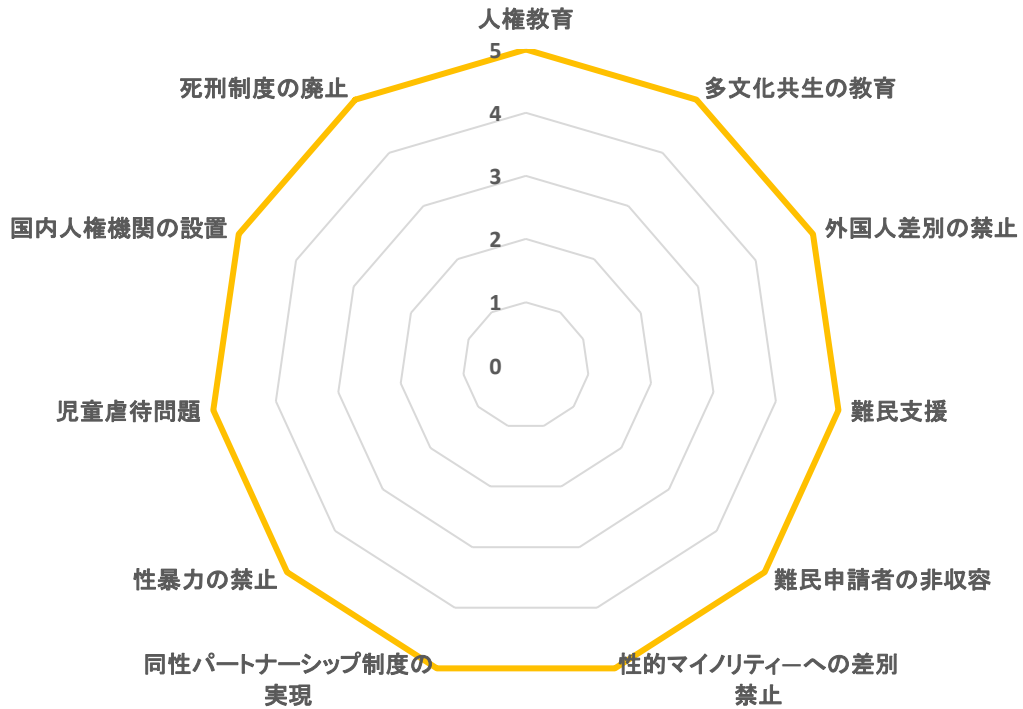 人権教育
5
死刑制度の廃止
多文化共生の教育
4
3
国内人権機関の設置
外国人差別の禁止
2
1
0
児童虐待問題
難民支援
性暴力の禁止
難民申請者の非収容
同性パートナーシップ制度の
実現
性的マイノリティーへの差別
禁止